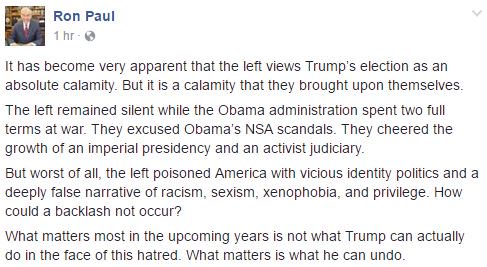 Ron Paul
1 hr ·
It has become very apparent that the left views Trump's election as an
absolute calamity. But it is a calamity that they brought upon themselves.
The left remained silent while the Obama administration spent two full
terms at war. They excused Obama's NSA scandals. They cheered the
growth of an imperial presidency and an activist judiciary.
But worst of all, the left poisoned America with vicious identity politics and a
deeply false narrative of racism, sexism, xenophobia, and privilege. How
could a backlash not occur?
What matters most in the upcoming years is not what Trump can actually
do in the face of this hatred. What matters is what he can undo.